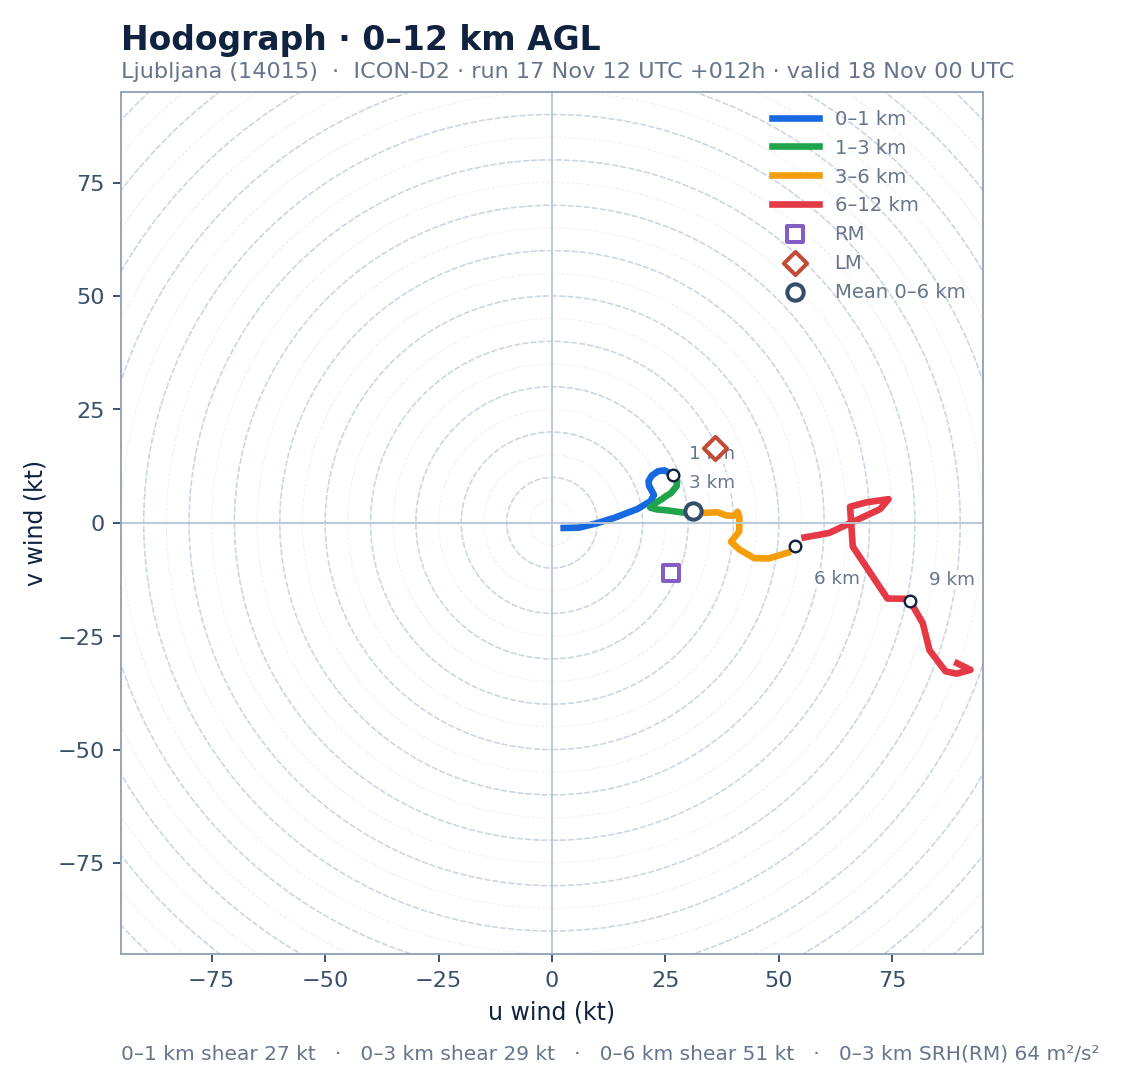 Hodograph · 0–12 km AGL
Ljubljana (14015) · ICON-D2 · run 17 Nov 12 UTC +012h · valid 18 Nov 00 UTC
0–1 km
1–3 km
3–6 km
6–12 km
RM
LM
Mean 0–6 km
75
50
25
0
−25
−50
−75
v wind (kt)
1 km
3 km
6 km
9 km
−75
−50
−25
0
25
50
75
u wind (kt)
0–1 km shear 27 kt · 0–3 km shear 29 kt · 0–6 km shear 51 kt · 0–3 km SRH(RM) 64 m²/s²